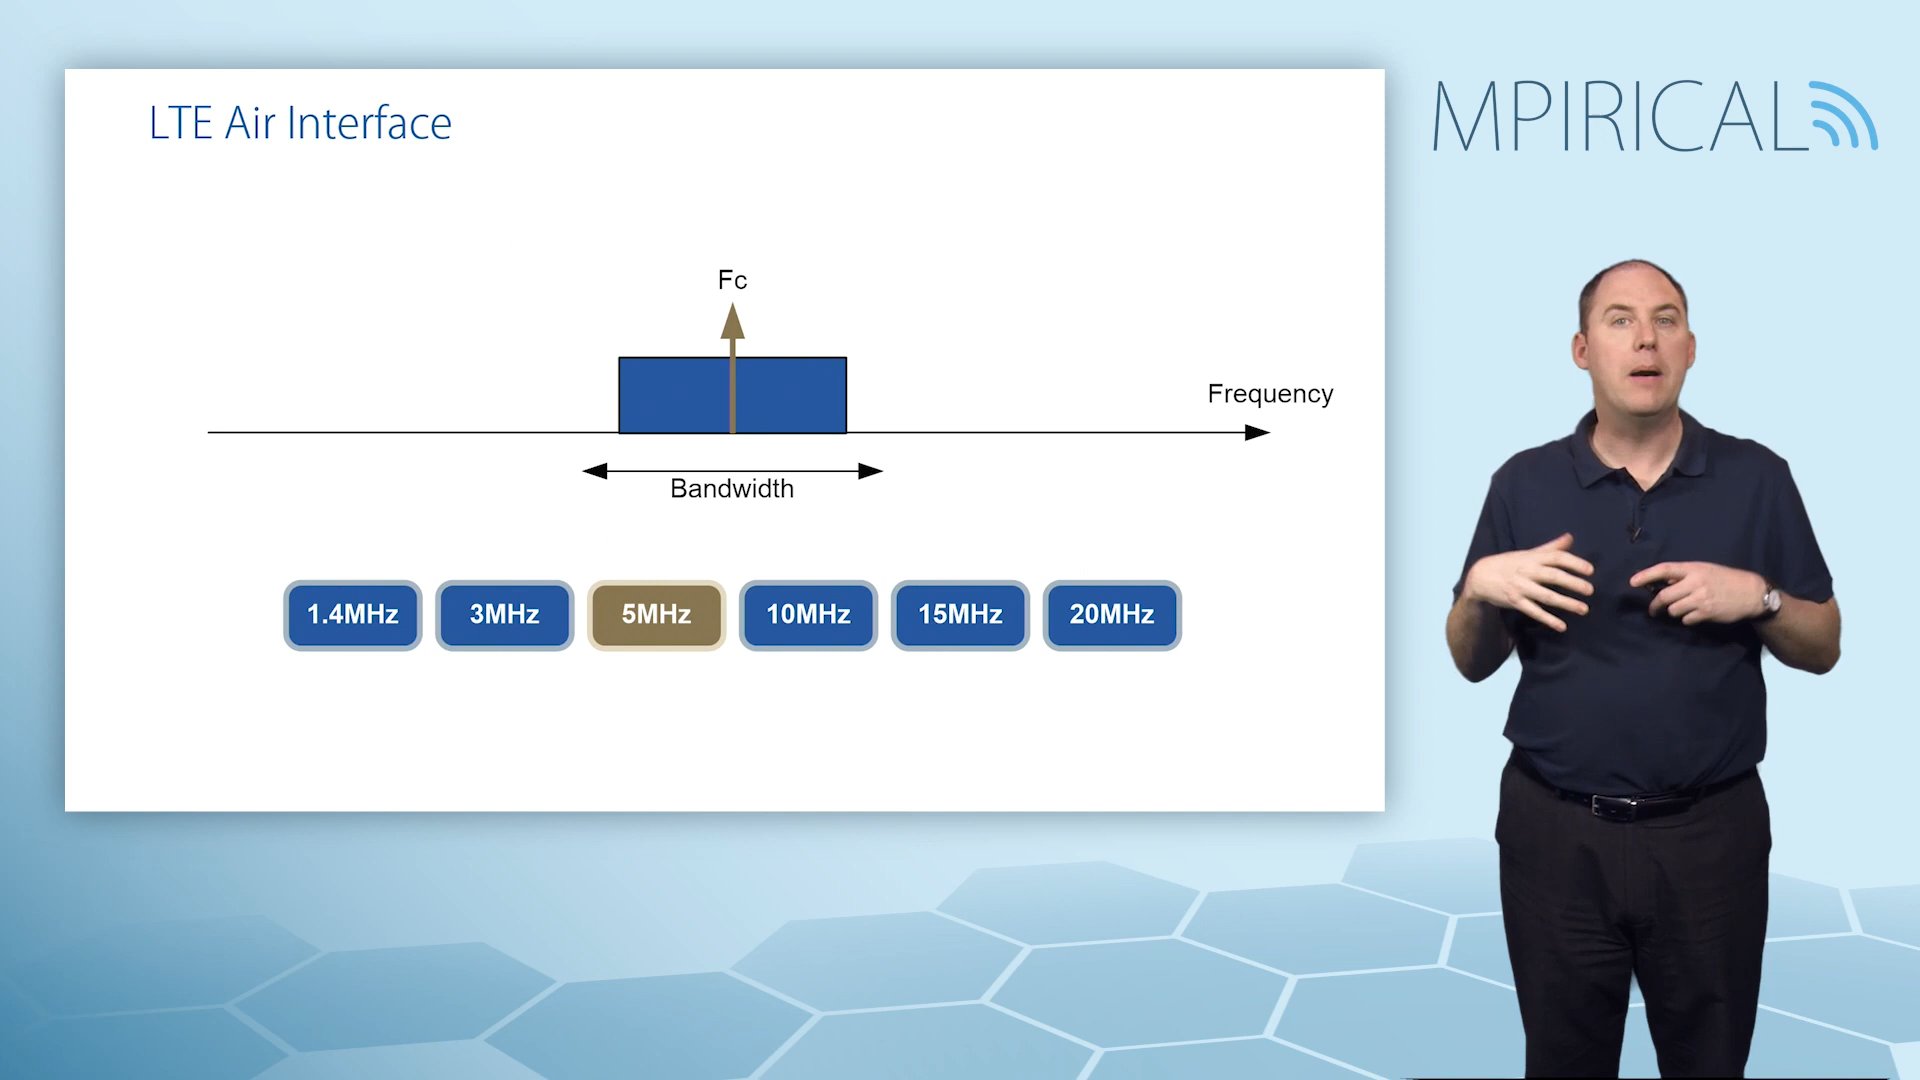 LTE Air Interface
MPIRICAL
Fc
Frequency
Bandwidth
1.4MHz 3MHz 5MHz 10MHz 15MHz 20MHz